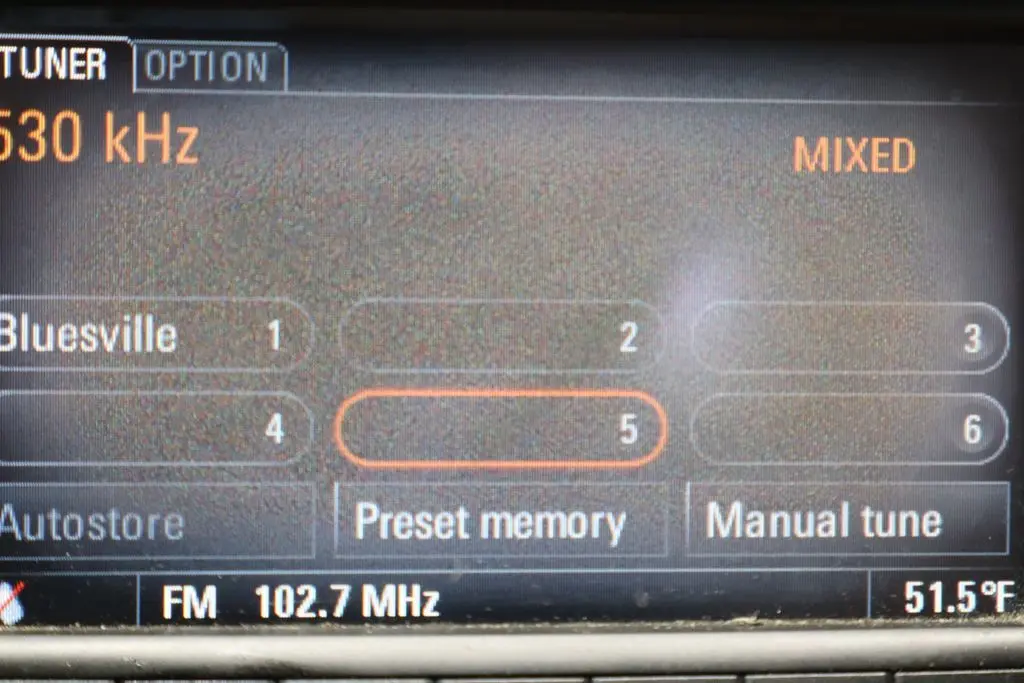 TUNER OPTION
530 kHz MIXED
Bluesville 1 2 3
4 5 6
Autostore Preset memory Manual tune
FM 102.7 MHz 51.5°F